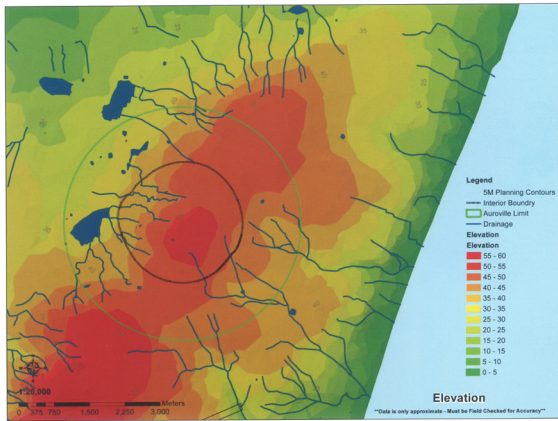 Legend
5M Planning Contours
Interior Boundry
Auroville Limit
Drainage
Elevation
Elevation
55 - 60
50 - 55
45 - 50
40 - 45
35 - 40
30 - 35
25 - 30
20 - 25
15 - 20
10 - 15
5 - 10
0 - 5
1:20,000
Meters
0 375 750 1,500 2,250 3,000
Elevation
**Data is only approximate - Must be Field Checked for Accuracy**